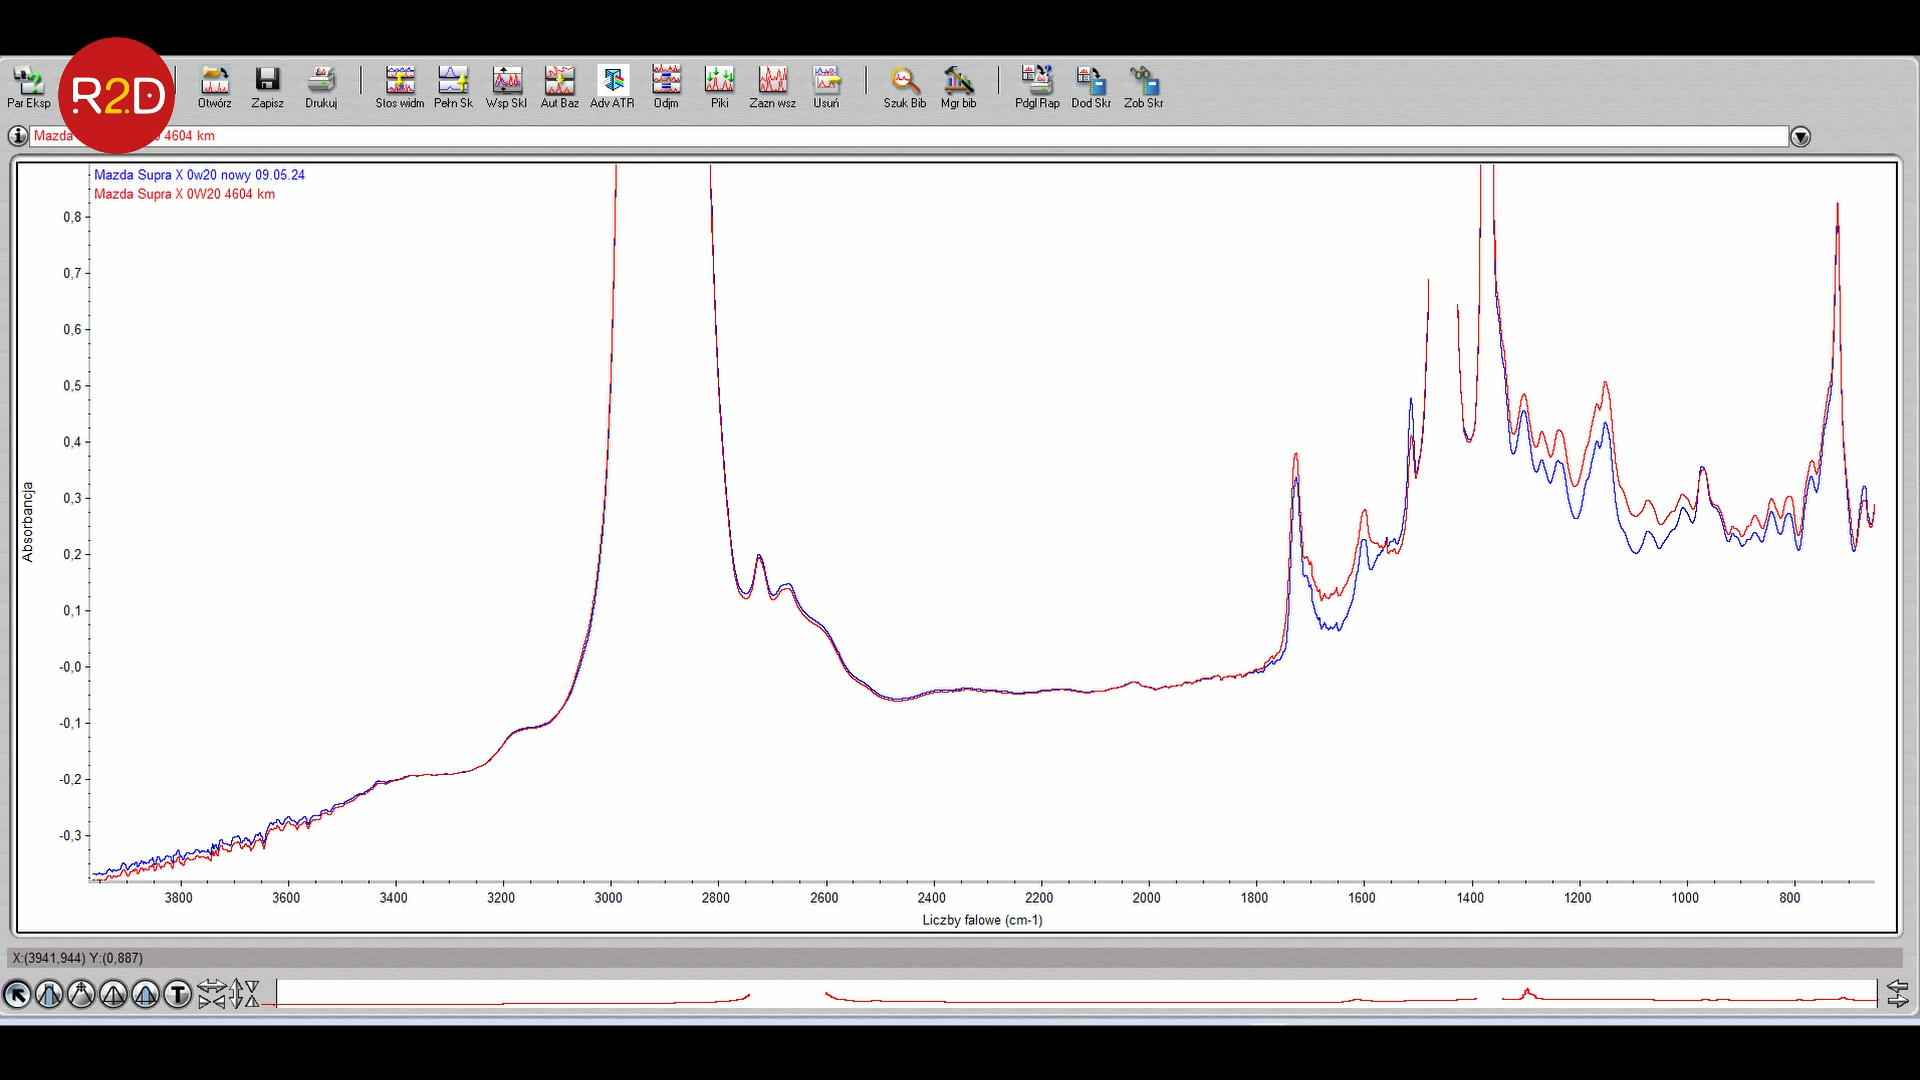 R2D
Par Eksp Otwórz Zapisz Drukuj Stos widm Pełn Sk Wsp Skl Aut Baz Adv ATR Odjm Piki Zazn wsz Usuń Szuk Bib Mgr bib Pdgl Rap Dod Skr Zob Skr
Mazda 4604 km
Mazda Supra X 0w20 nowy 09.05.24
Mazda Supra X 0W20 4604 km
0,8
0,7
0,6
0,5
0,4
0,3
0,2
0,1
-0,0
-0,1
-0,2
-0,3
Absorbancja
3800 3600 3400 3200 3000 2800 2600 2400 2200 2000 1800 1600 1400 1200 1000 800
Liczby falowe (cm-1)
X:(3941,944) Y:(0,887)
T